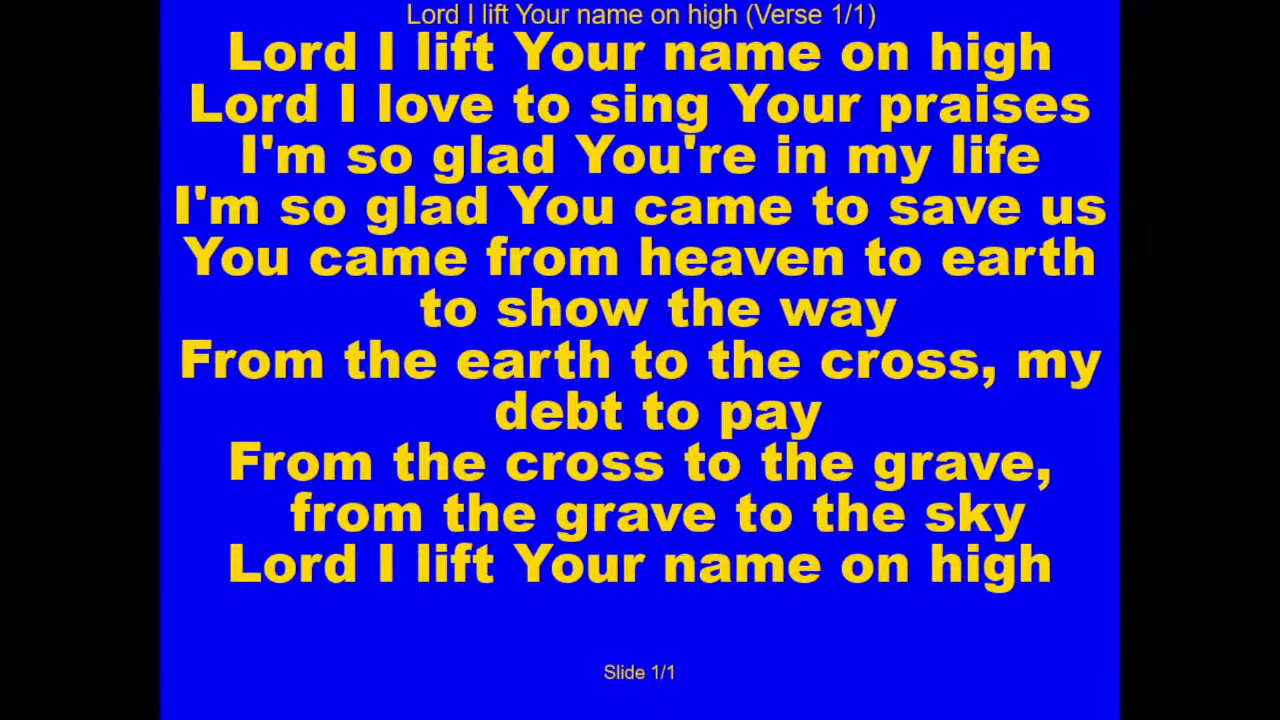 Lord I lift Your name on high (Verse 1/1)
Lord I lift Your name on high
Lord I love to sing Your praises
I'm so glad You're in my life
I'm so glad You came to save us
You came from heaven to earth
to show the way
From the earth to the cross, my
debt to pay
From the cross to the grave,
from the grave to the sky
Lord I lift Your name on high
Slide 1/1